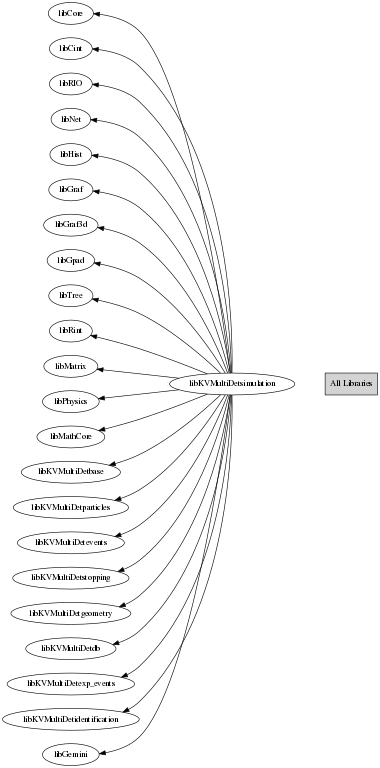 libCore
libCint
libRIO
libNet
libHist
libGraf
libGraf3d
libGpad
libTree
libRint
libMatrix
libKVMultiDetsimulation
All Libraries
libPhysics
libMathCore
libKVMultiDetbase
libKVMultiDetparticles
libKVMultiDetevents
libKVMultiDetstopping
libKVMultiDetgeometry
libKVMultiDetdb
libKVMultiDetexp_events
libKVMultiDetidentification
libGemini